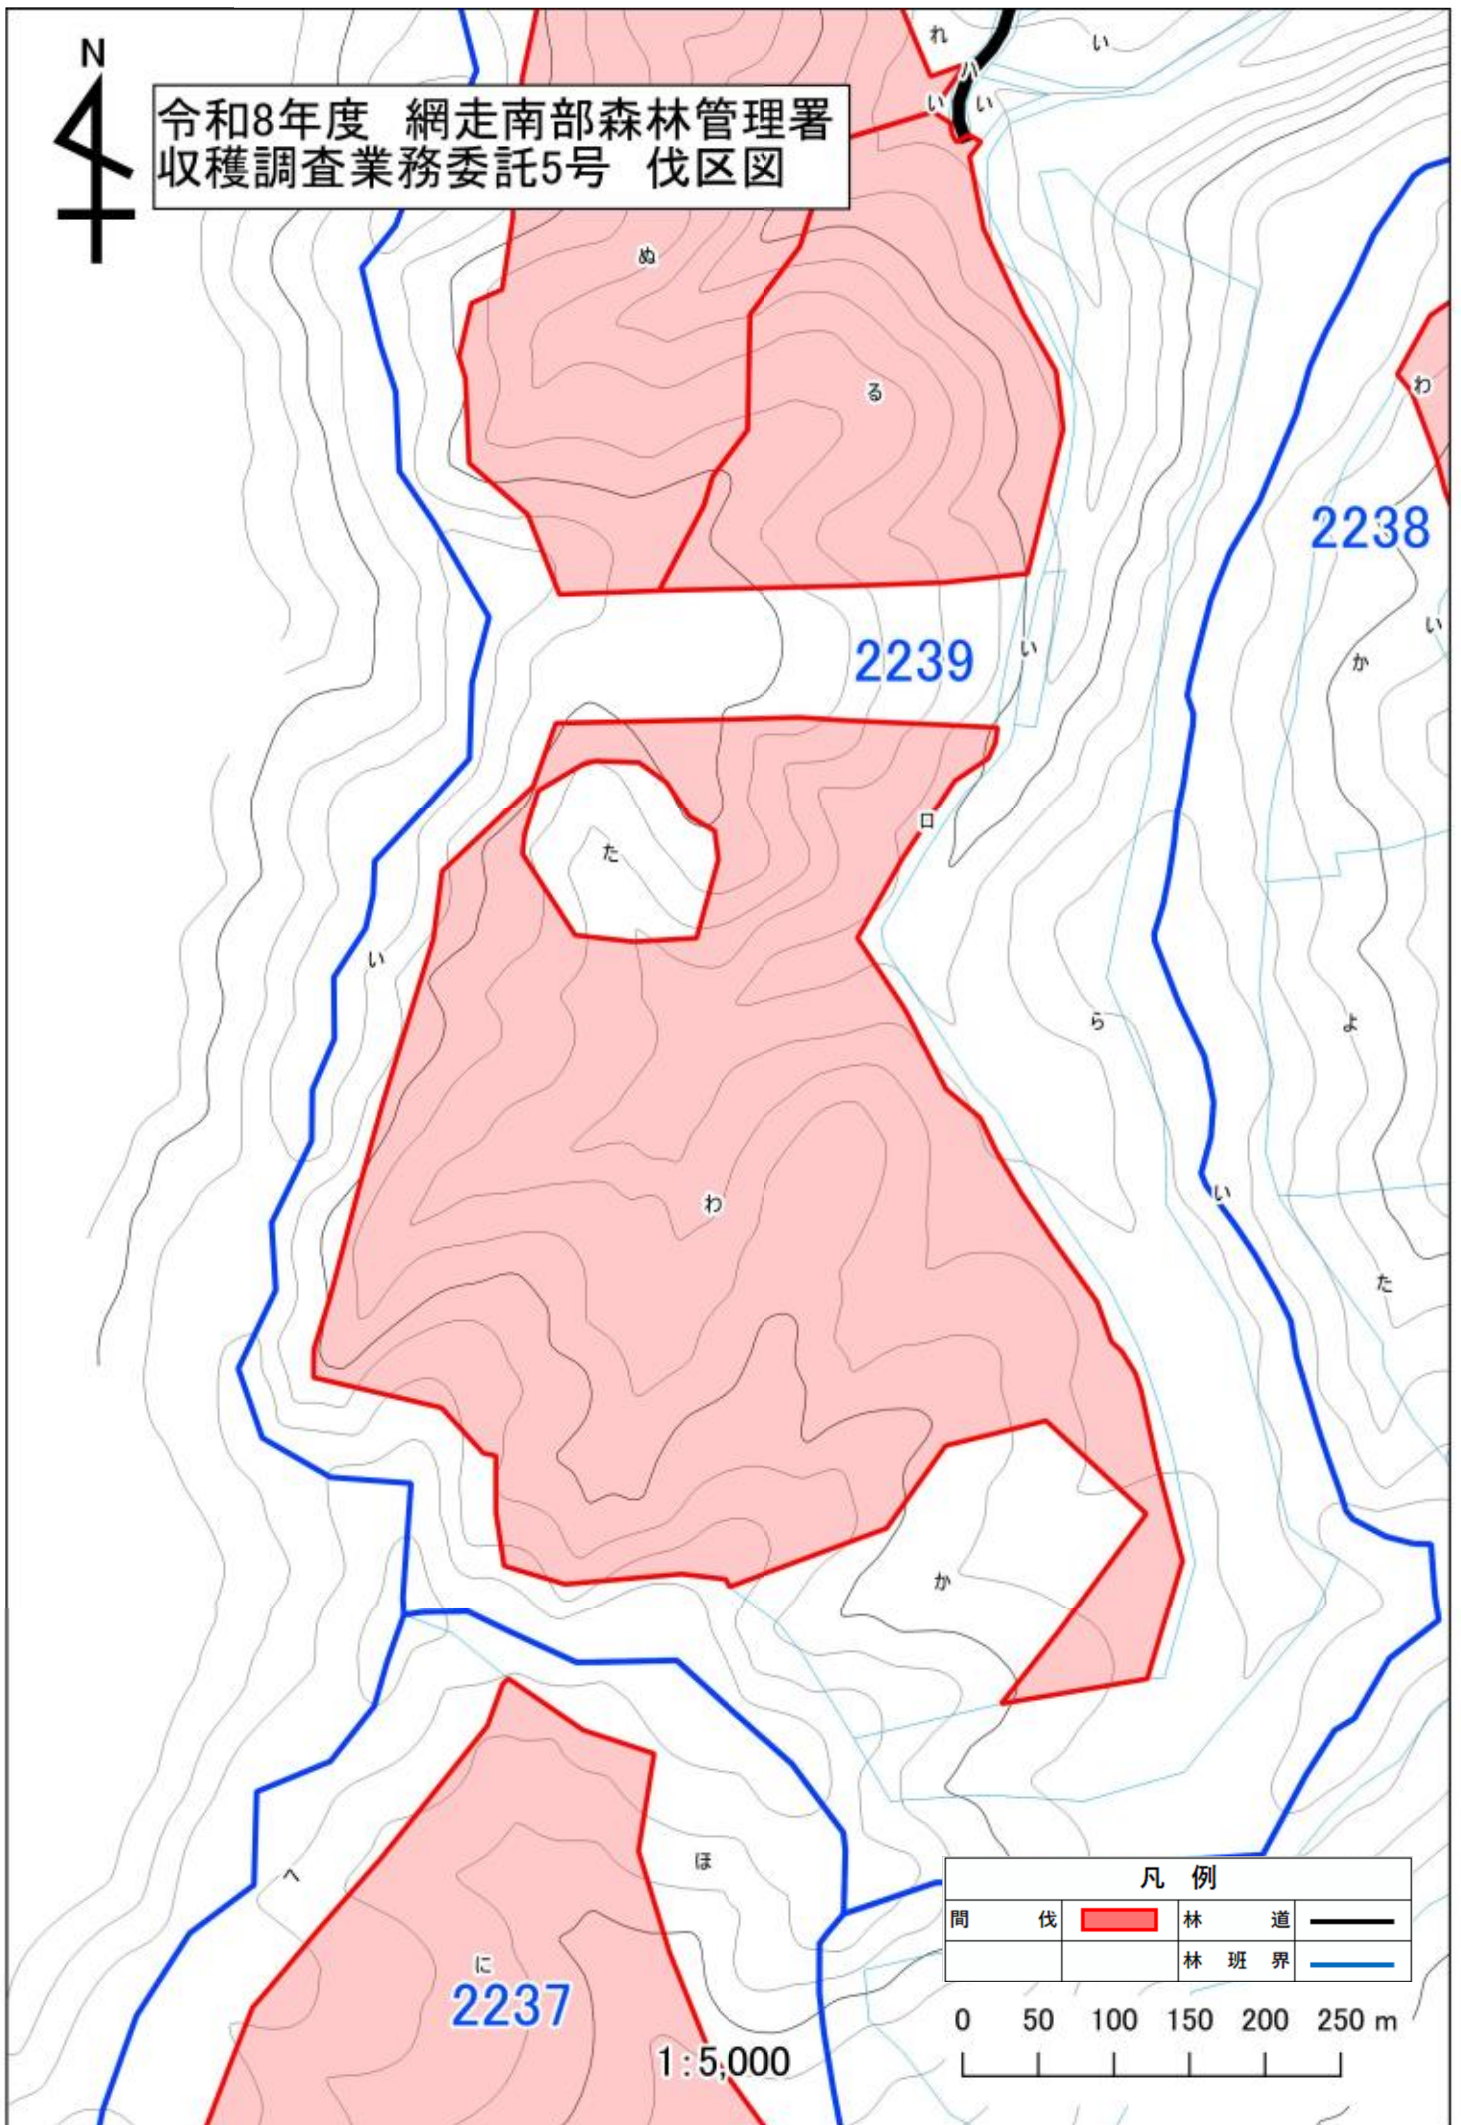 N
令和8年度 網走南部森林管理署
収穫調査業務委託5号 伐区図
れ
い
ハ
い
い
ぬ
る
わ
2238
い
か
2239
い
ロ
た
い
ら
よ
わ
い
た
か
へ
ほ
に
2237
1:5,000
凡 例
間 伐 林 道
林 班 界
0 50 100 150 200 250 m